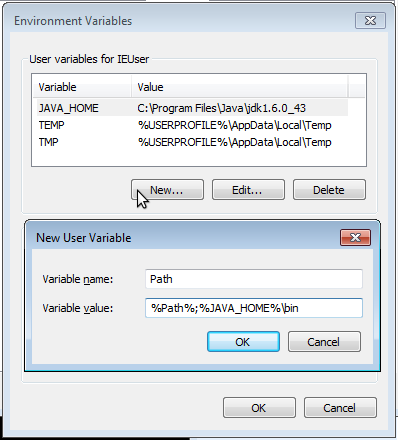 Environment Variables
User variables for IEUser
Variable Value
JAVA_HOME C:\Program Files\Java\jdk1.6.0_43
TEMP %USERPROFILE%\AppData\Local\Temp
TMP %USERPROFILE%\AppData\Local\Temp
New... Edit... Delete
New User Variable
Variable name: Path
Variable value: %Path%;%JAVA_HOME%\bin
OK Cancel
OK Cancel